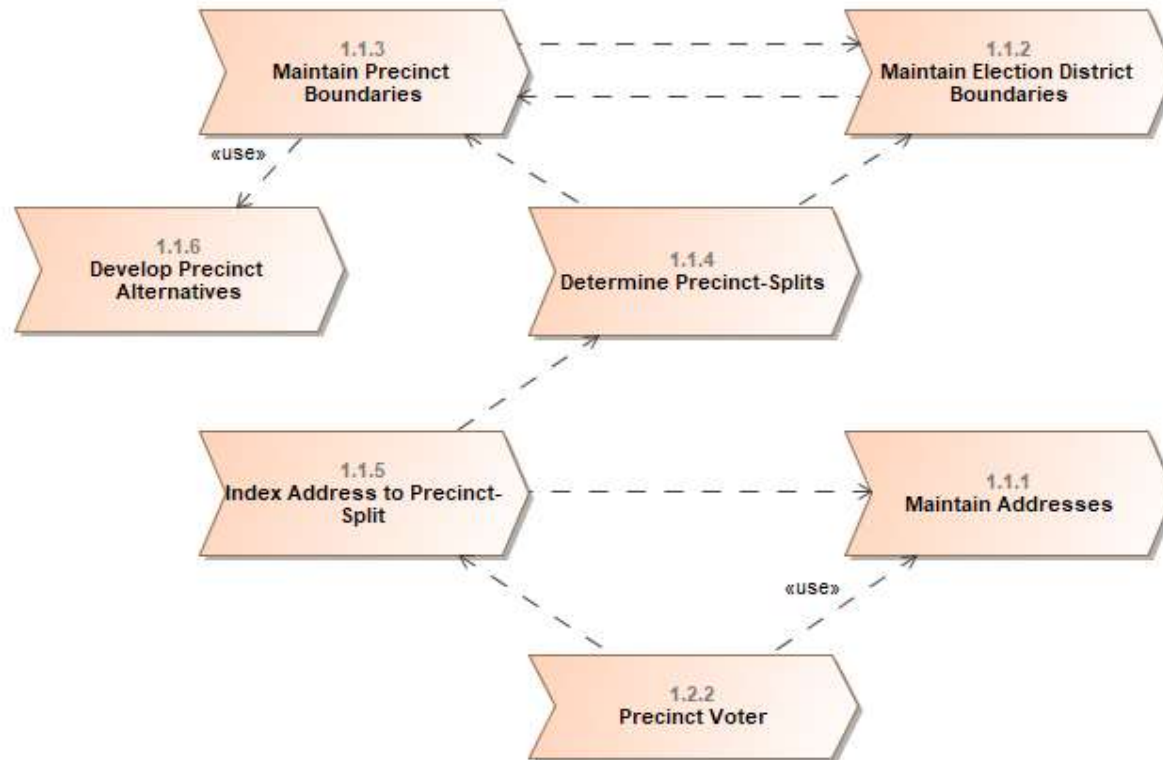 1.1.3
Maintain Precinct
Boundaries
1.1.2
Maintain Election District
Boundaries
«use»
1.1.6
Develop Precinct
Alternatives
1.1.4
Determine Precinct-Splits
1.1.5
Index Address to Precinct-
Split
1.1.1
Maintain Addresses
«use»
1.2.2
Precinct Voter